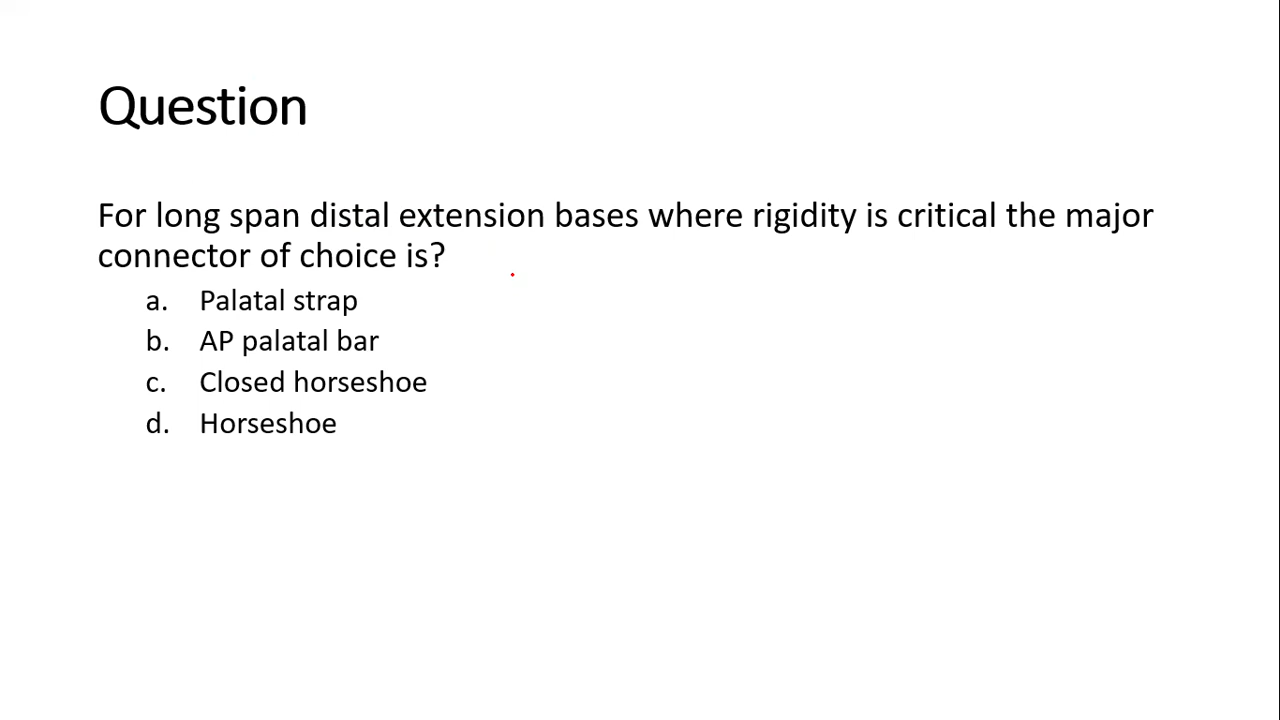 Question
For long span distal extension bases where rigidity is critical the major
connector of choice is?
a. Palatal strap
b. AP palatal bar
c. Closed horseshoe
d. Horseshoe